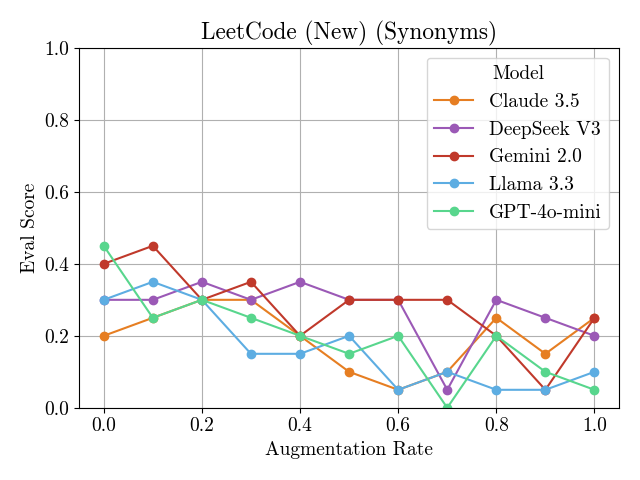 LeetCode (New) (Synonyms)
Model
Claude 3.5
DeepSeek V3
Gemini 2.0
Llama 3.3
GPT-4o-mini
Eval Score
1.0
0.8
0.6
0.4
0.2
0.0
0.0 0.2 0.4 0.6 0.8 1.0
Augmentation Rate